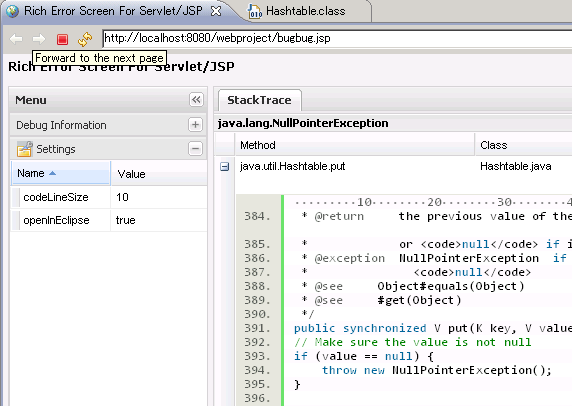 Rich Error Screen For Servlet/JSP
Hashtable.class
http://localhost:8080/webproject/bugbug.jsp
Forward to the next page
Rich Error Screen For Servlet/JSP
Menu
Debug Information
Settings
Name Value
codeLineSize 10
openInEclipse true
StackTrace
java.lang.NullPointerException
Method Class
java.util.Hashtable.put Hashtable.java
·········10········20········30········4
384. * @return the previous value of the
385. * or <code>null</code> if i
386. * @exception NullPointerException if
387. * <code>null</code>
388. * @see Object#equals(Object)
389. * @see #get(Object)
390. */
391. public synchronized V put(K key, V value
392. // Make sure the value is not null
393. if (value == null) {
394. throw new NullPointerException();
395. }
396.